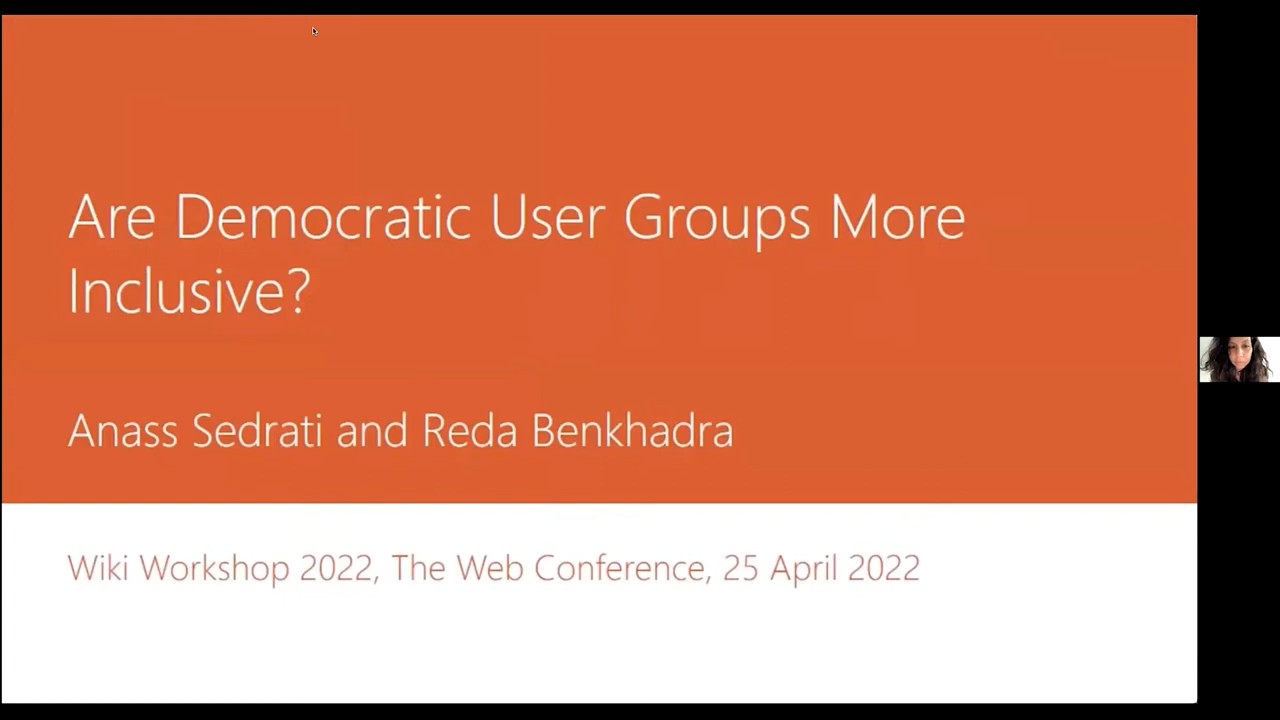 Are Democratic User Groups More
Inclusive?
Anass Sedrati and Reda Benkhadra
Wiki Workshop 2022, The Web Conference, 25 April 2022